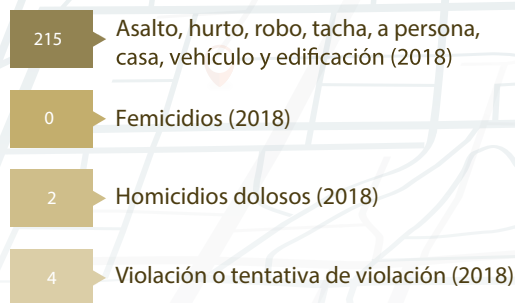 215
Asalto, hurto, robo, tacha, a persona,
casa, vehículo y edificación (2018)
0
Femicidios (2018)
2
Homicidios dolosos (2018)
4
Violación o tentativa de violación (2018)